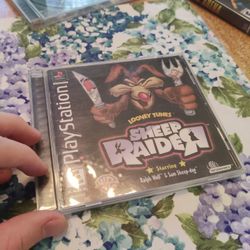 PlayStation
LOONEY TUNES
SHEEP
RAIDER
Starring
Ralph Wolf & Sam Sheep-dog